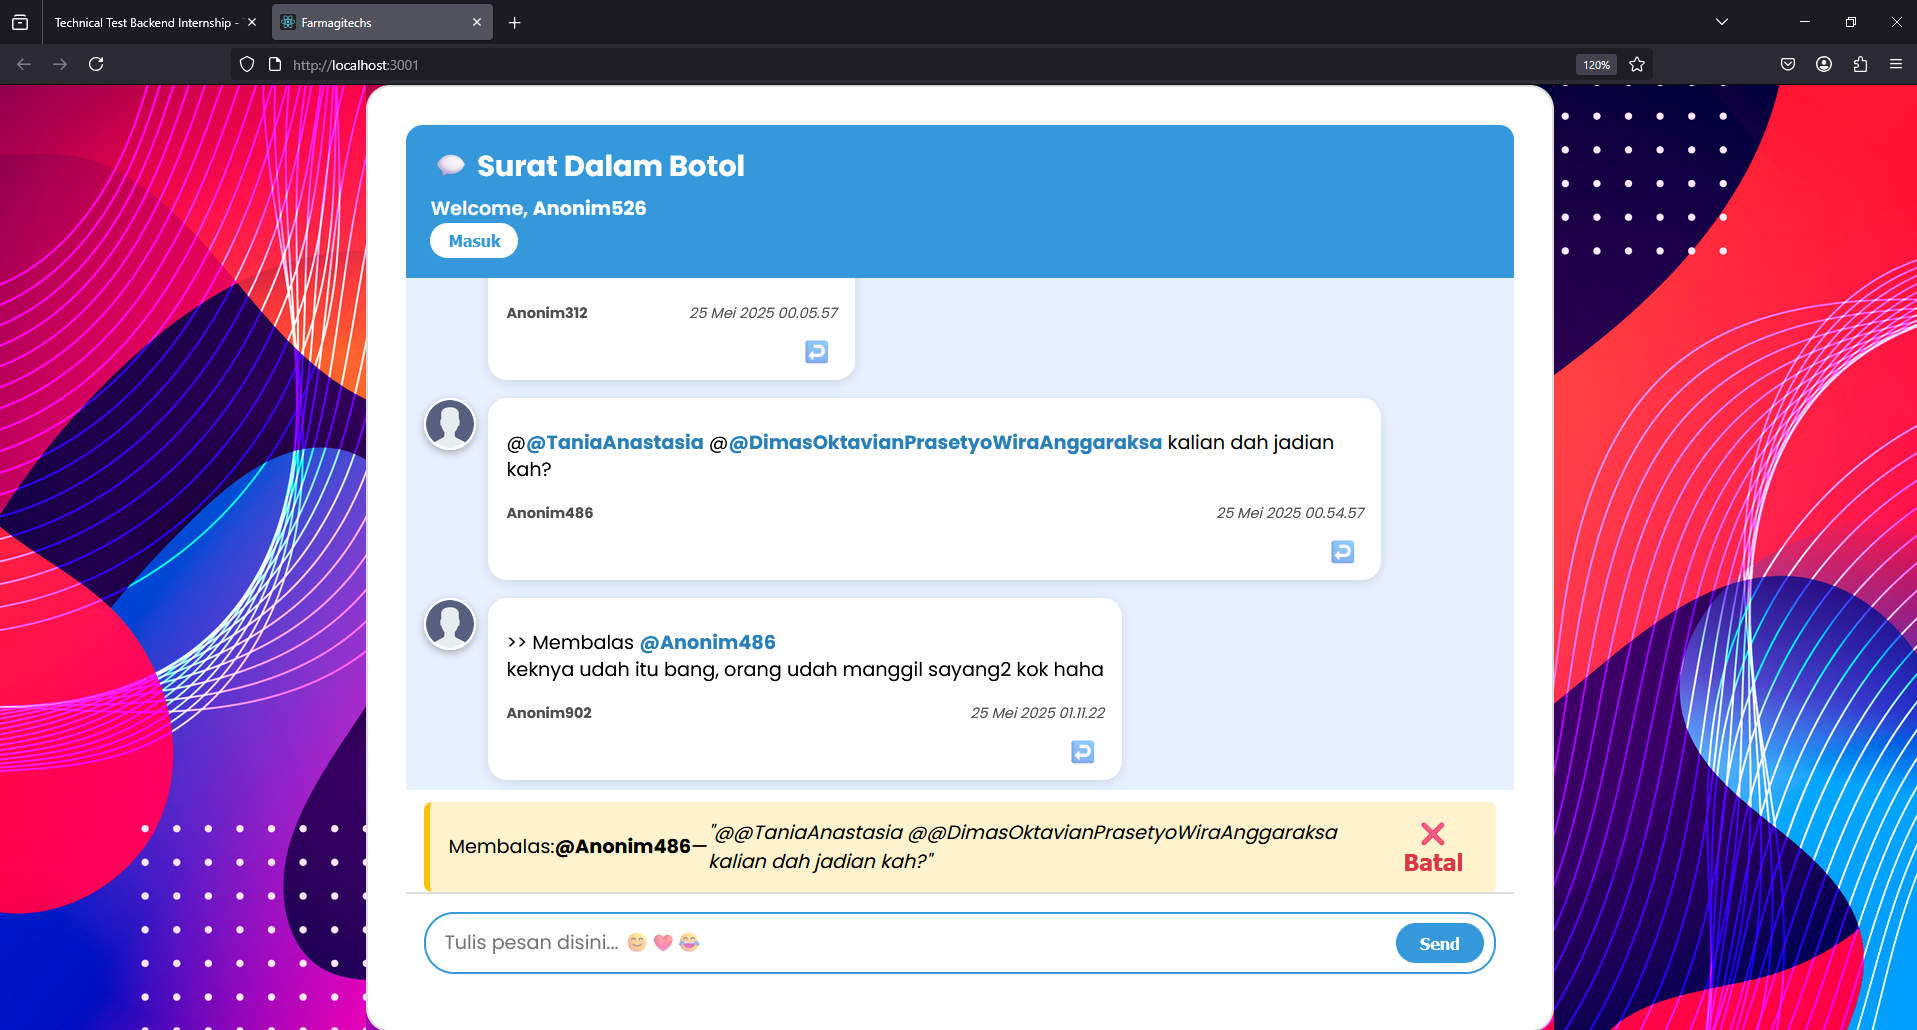 Technical Test Backend Internship -
Farmagitechs
http://localhost:3001
120%
Surat Dalam Botol
Welcome, Anonim526
Masuk
Anonim312
25 Mei 2025 00.05.57
@@TaniaAnastasia @@DimasOktavianPrasetyoWiraAnggaraksa kalian dah jadian
kah?
Anonim486
25 Mei 2025 00.54.57
>> Membalas @Anonim486
keknya udah itu bang, orang udah manggil sayang2 kok haha
Anonim902
25 Mei 2025 01.11.22
Membalas:@Anonim486—"@@TaniaAnastasia @@DimasOktavianPrasetyoWiraAnggaraksa
kalian dah jadian kah?"
❌
Batal
Tulis pesan disini... 😊 💖 😂
Send